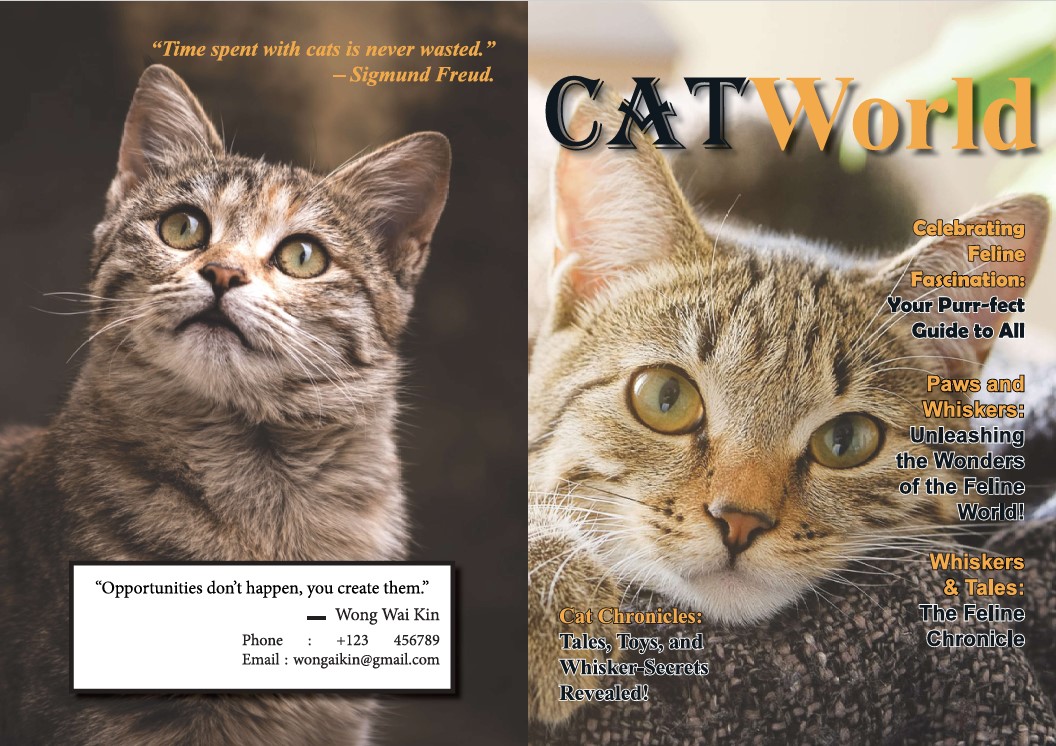 “Time spent with cats is never wasted.”
– Sigmund Freud.
“Opportunities don’t happen, you create them.”
— Wong Wai Kin
Phone : +123 456789
Email : wongaikin@gmail.com
CATWorld
Celebrating
Feline
Fascination:
Your Purr-fect
Guide to All
Paws and
Whiskers:
Unleashing
the Wonders
of the Feline
World!
Whiskers
& Tales:
The Feline
Chronicle
Cat Chronicles:
Tales, Toys, and
Whisker-Secrets
Revealed!